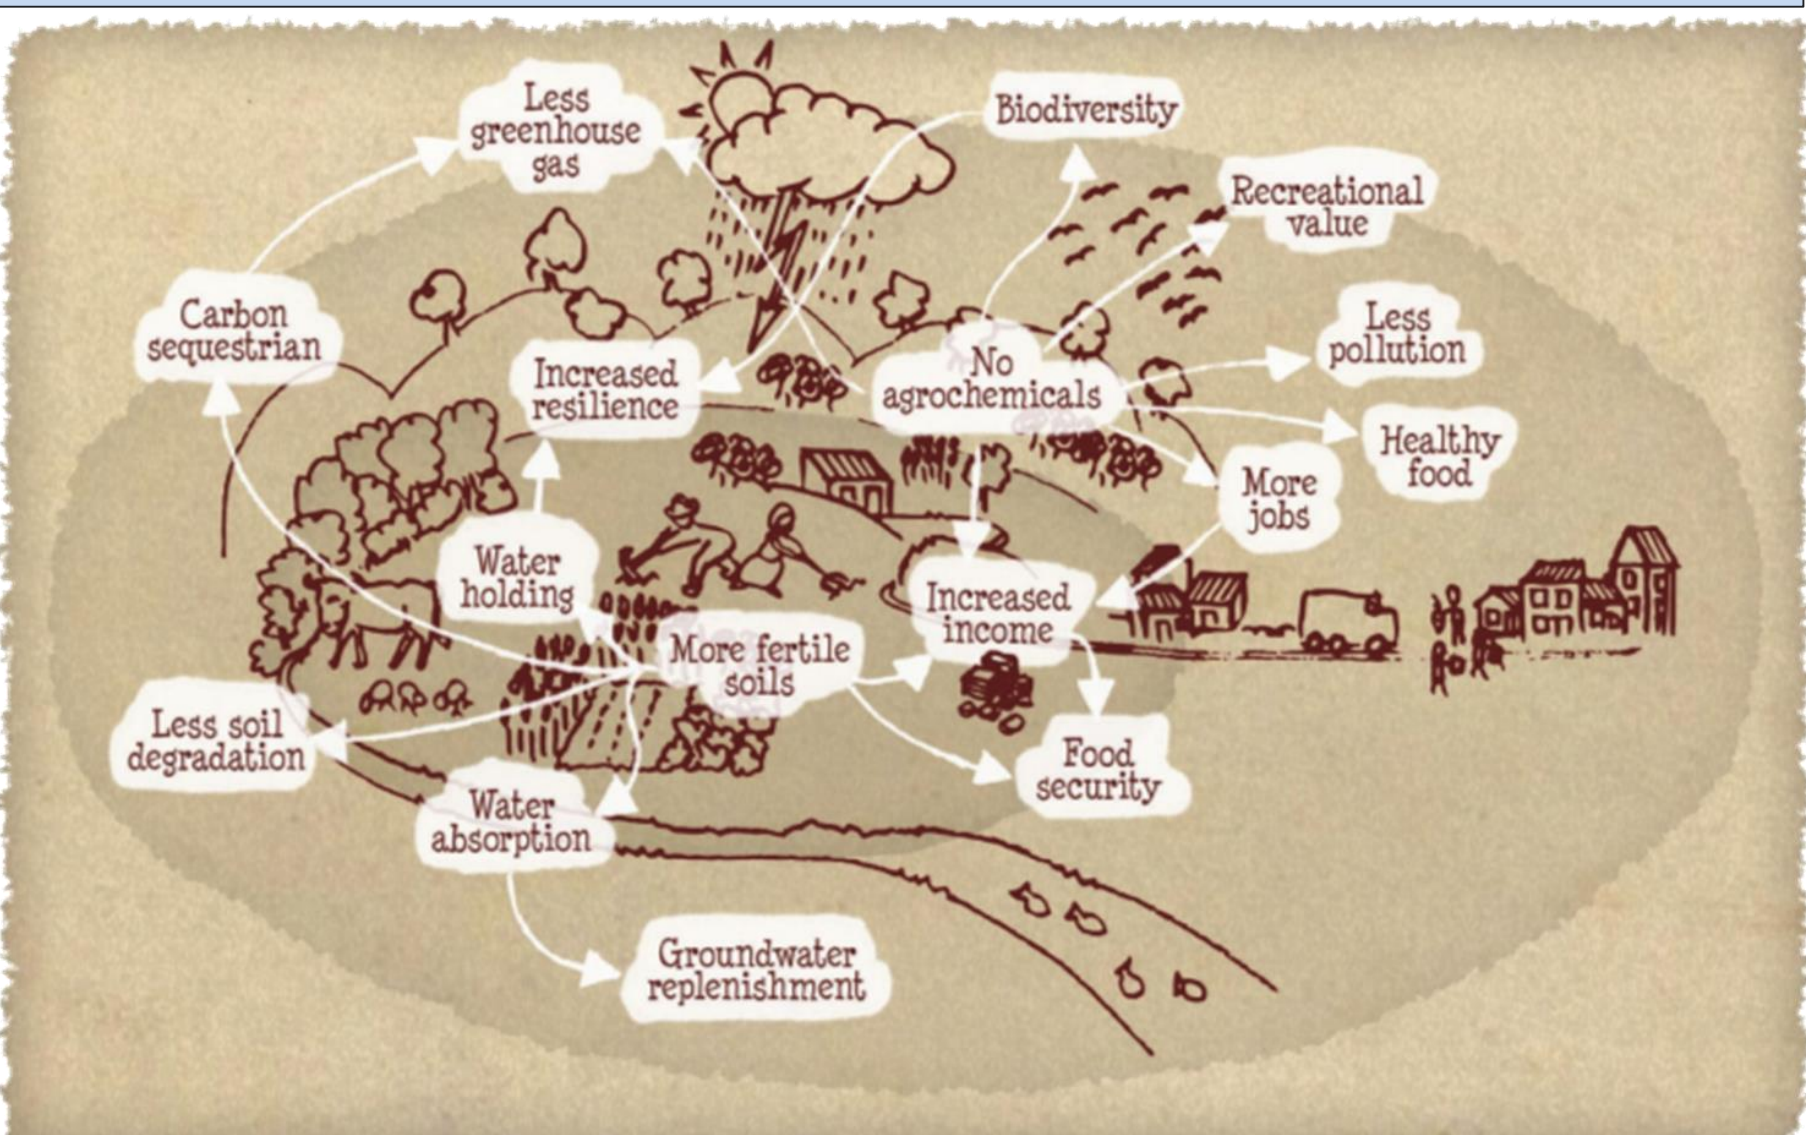 Less
greenhouse
gas
Biodiversity
Recreational
value
Carbon
sequestrian
Less
pollution
Increased
resilience
No
agrochemicals
Healthy
food
More
jobs
Water
holding
Increased
income
More fertile
soils
Less soil
degradation
Food
security
Water
absorption
Groundwater
replenishment